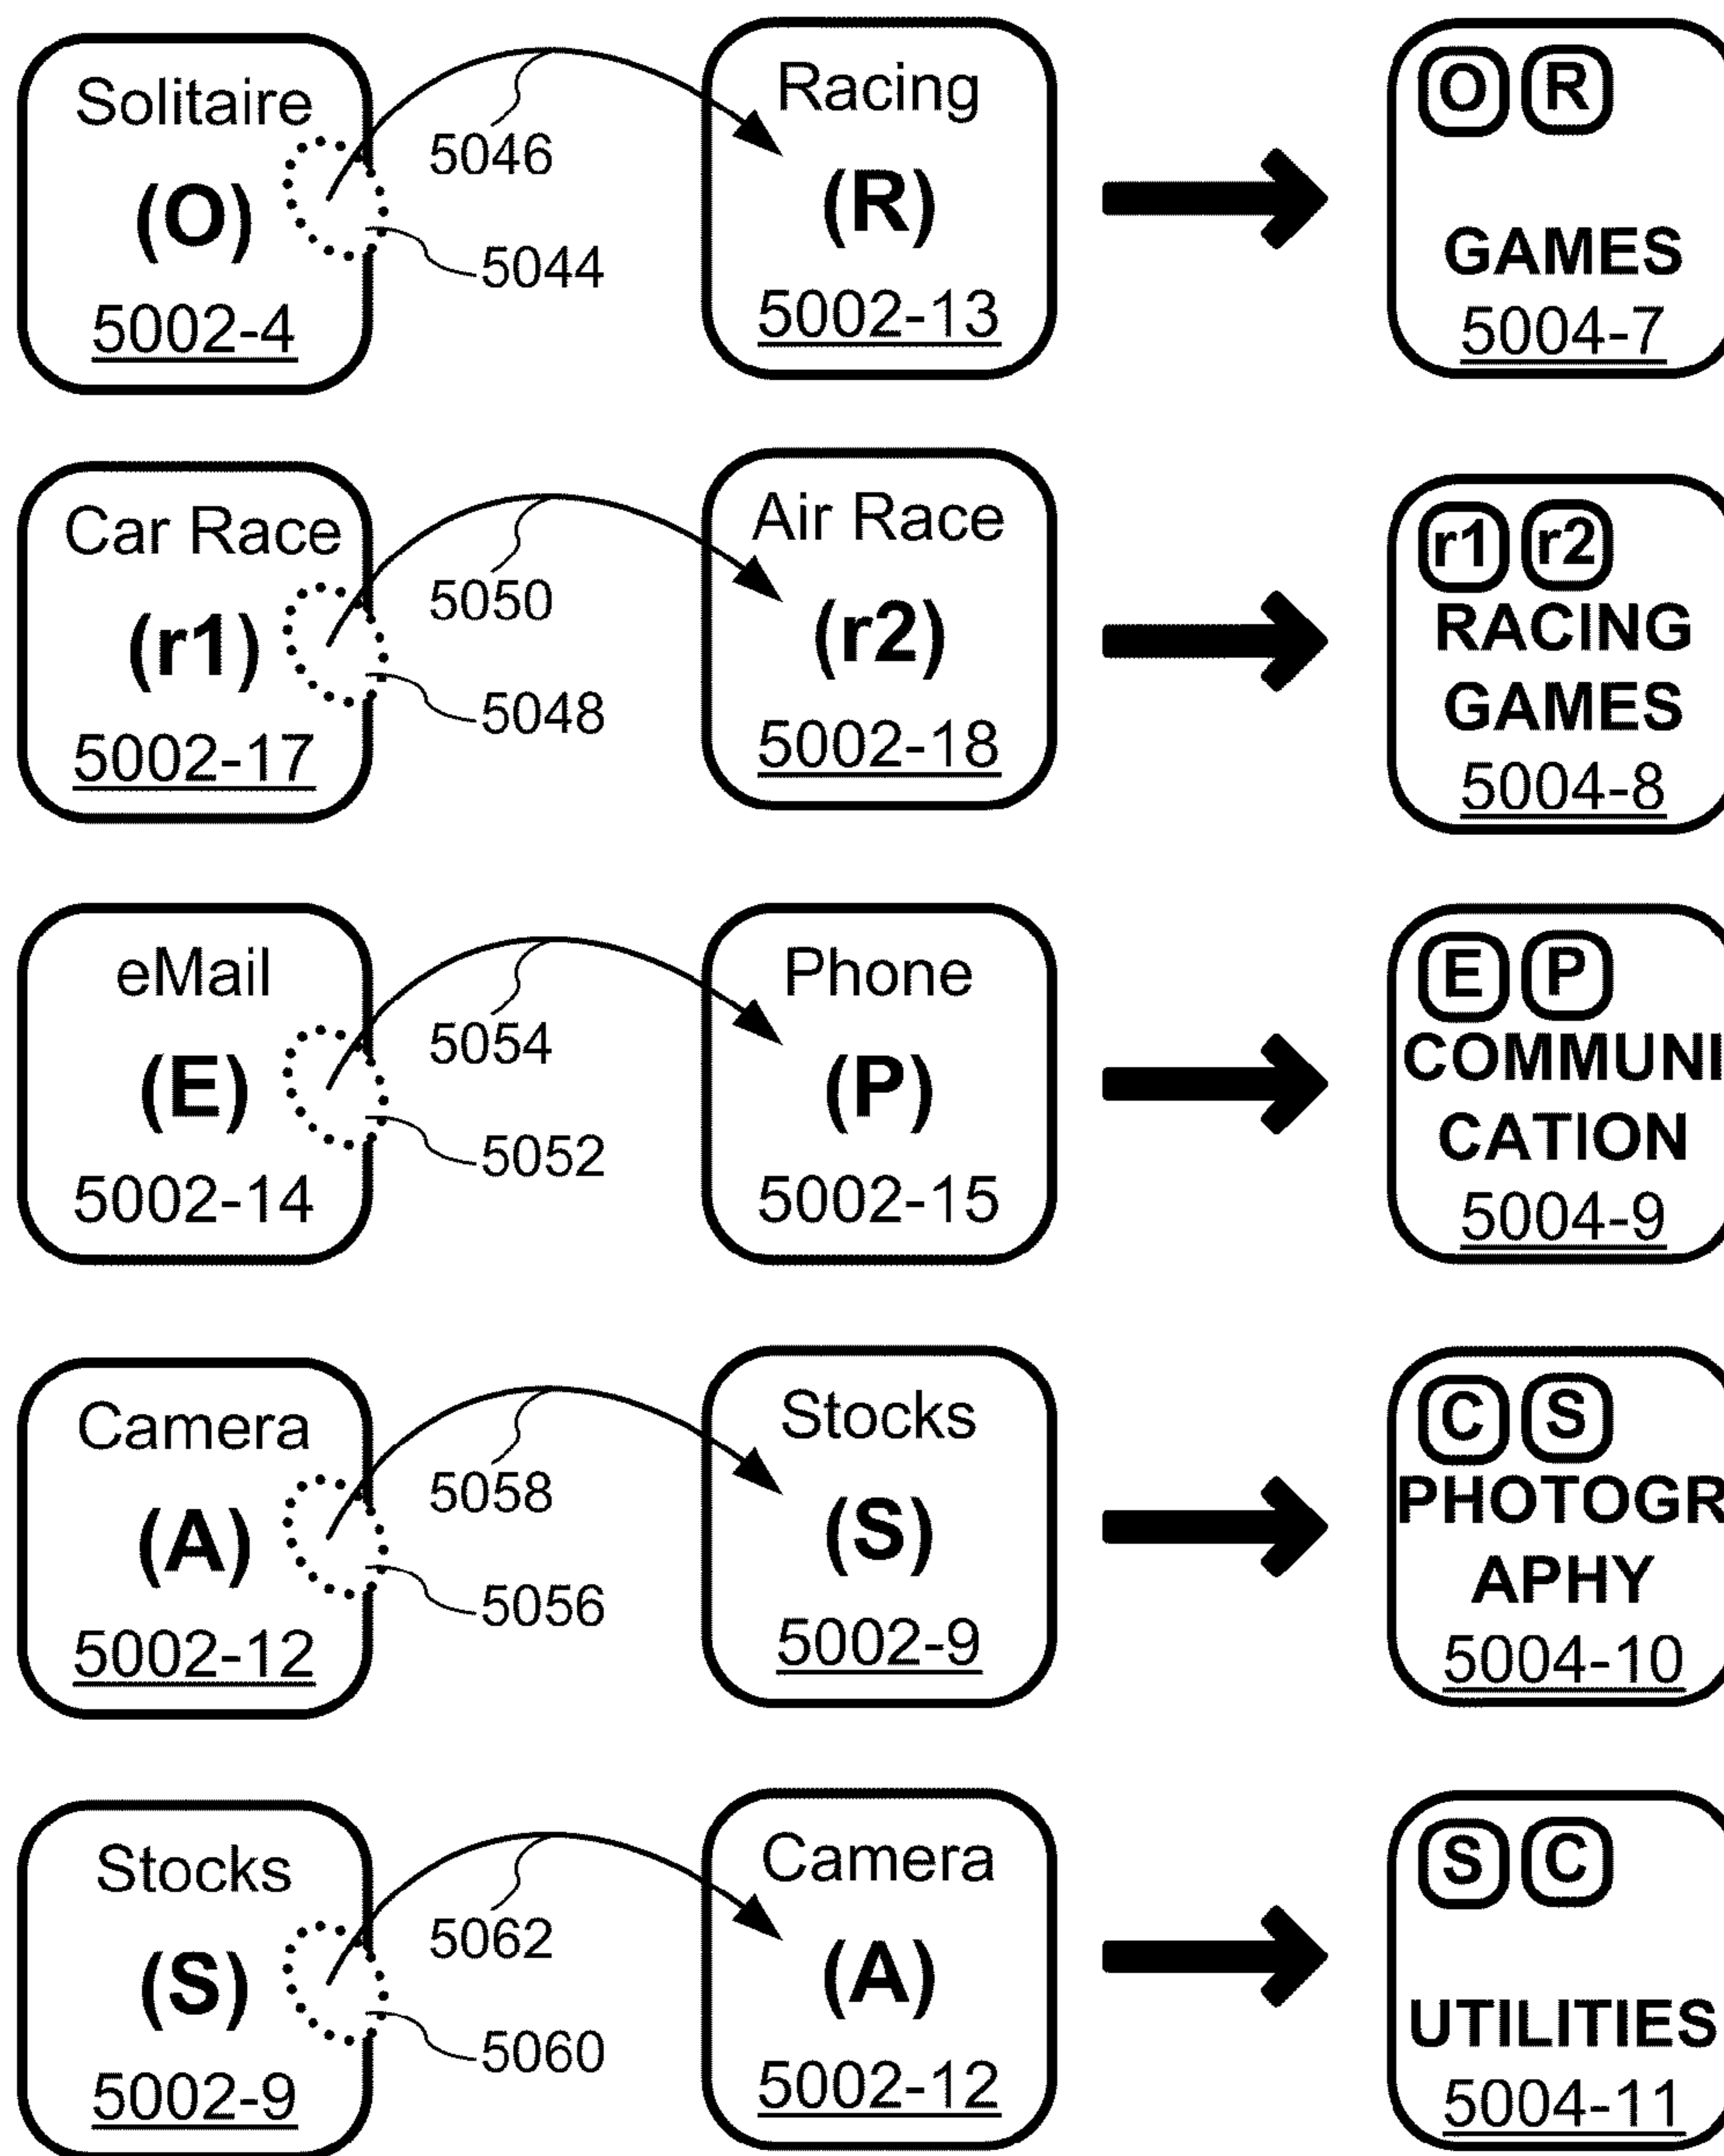 Solitaire
(O)
5002-4
5046
5044
Racing
(R)
5002-13
O R
GAMES
5004-7
Car Race
(r1)
5002-17
5050
5048
Air Race
(r2)
5002-18
r1 r2
RACING
GAMES
5004-8
eMail
(E)
5002-14
5054
5052
Phone
(P)
5002-15
E P
COMMUNI
CATION
5004-9
Camera
(A)
5002-12
5058
5056
Stocks
(S)
5002-9
C S
PHOTOGR
APHY
5004-10
Stocks
(S)
5002-9
5062
5060
Camera
(A)
5002-12
S C
UTILITIES
5004-11